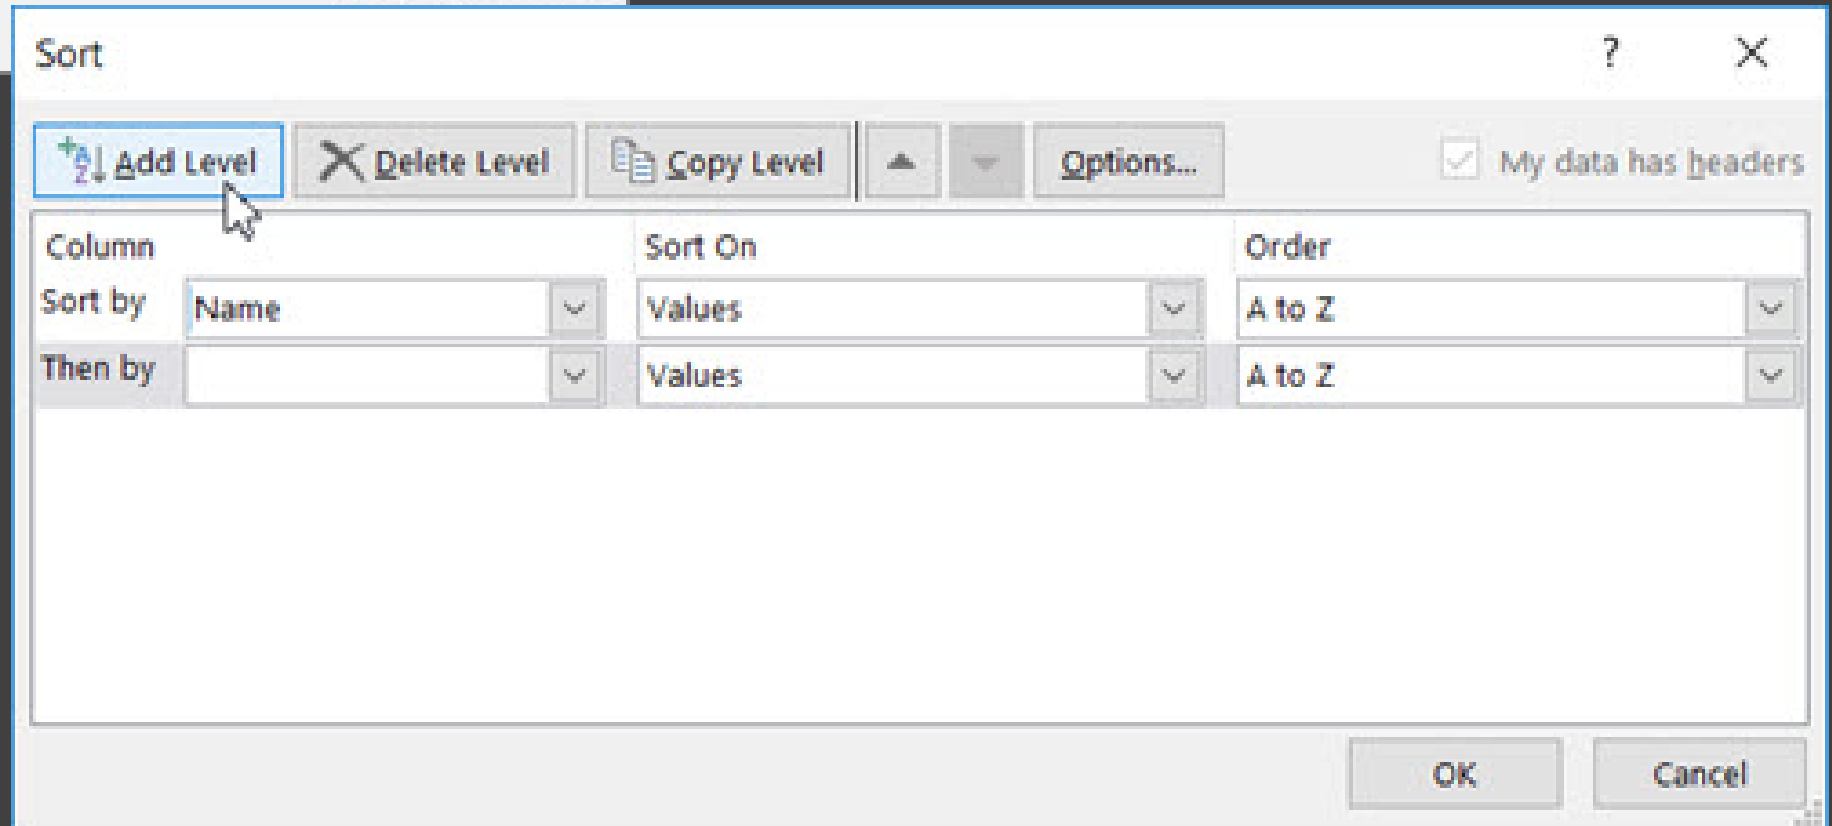 Sort ?
Add Level Delete Level Copy Level Options... My data has headers
Column Sort On Order
Sort by Name Values A to Z
Then by Values A to Z
OK Cancel